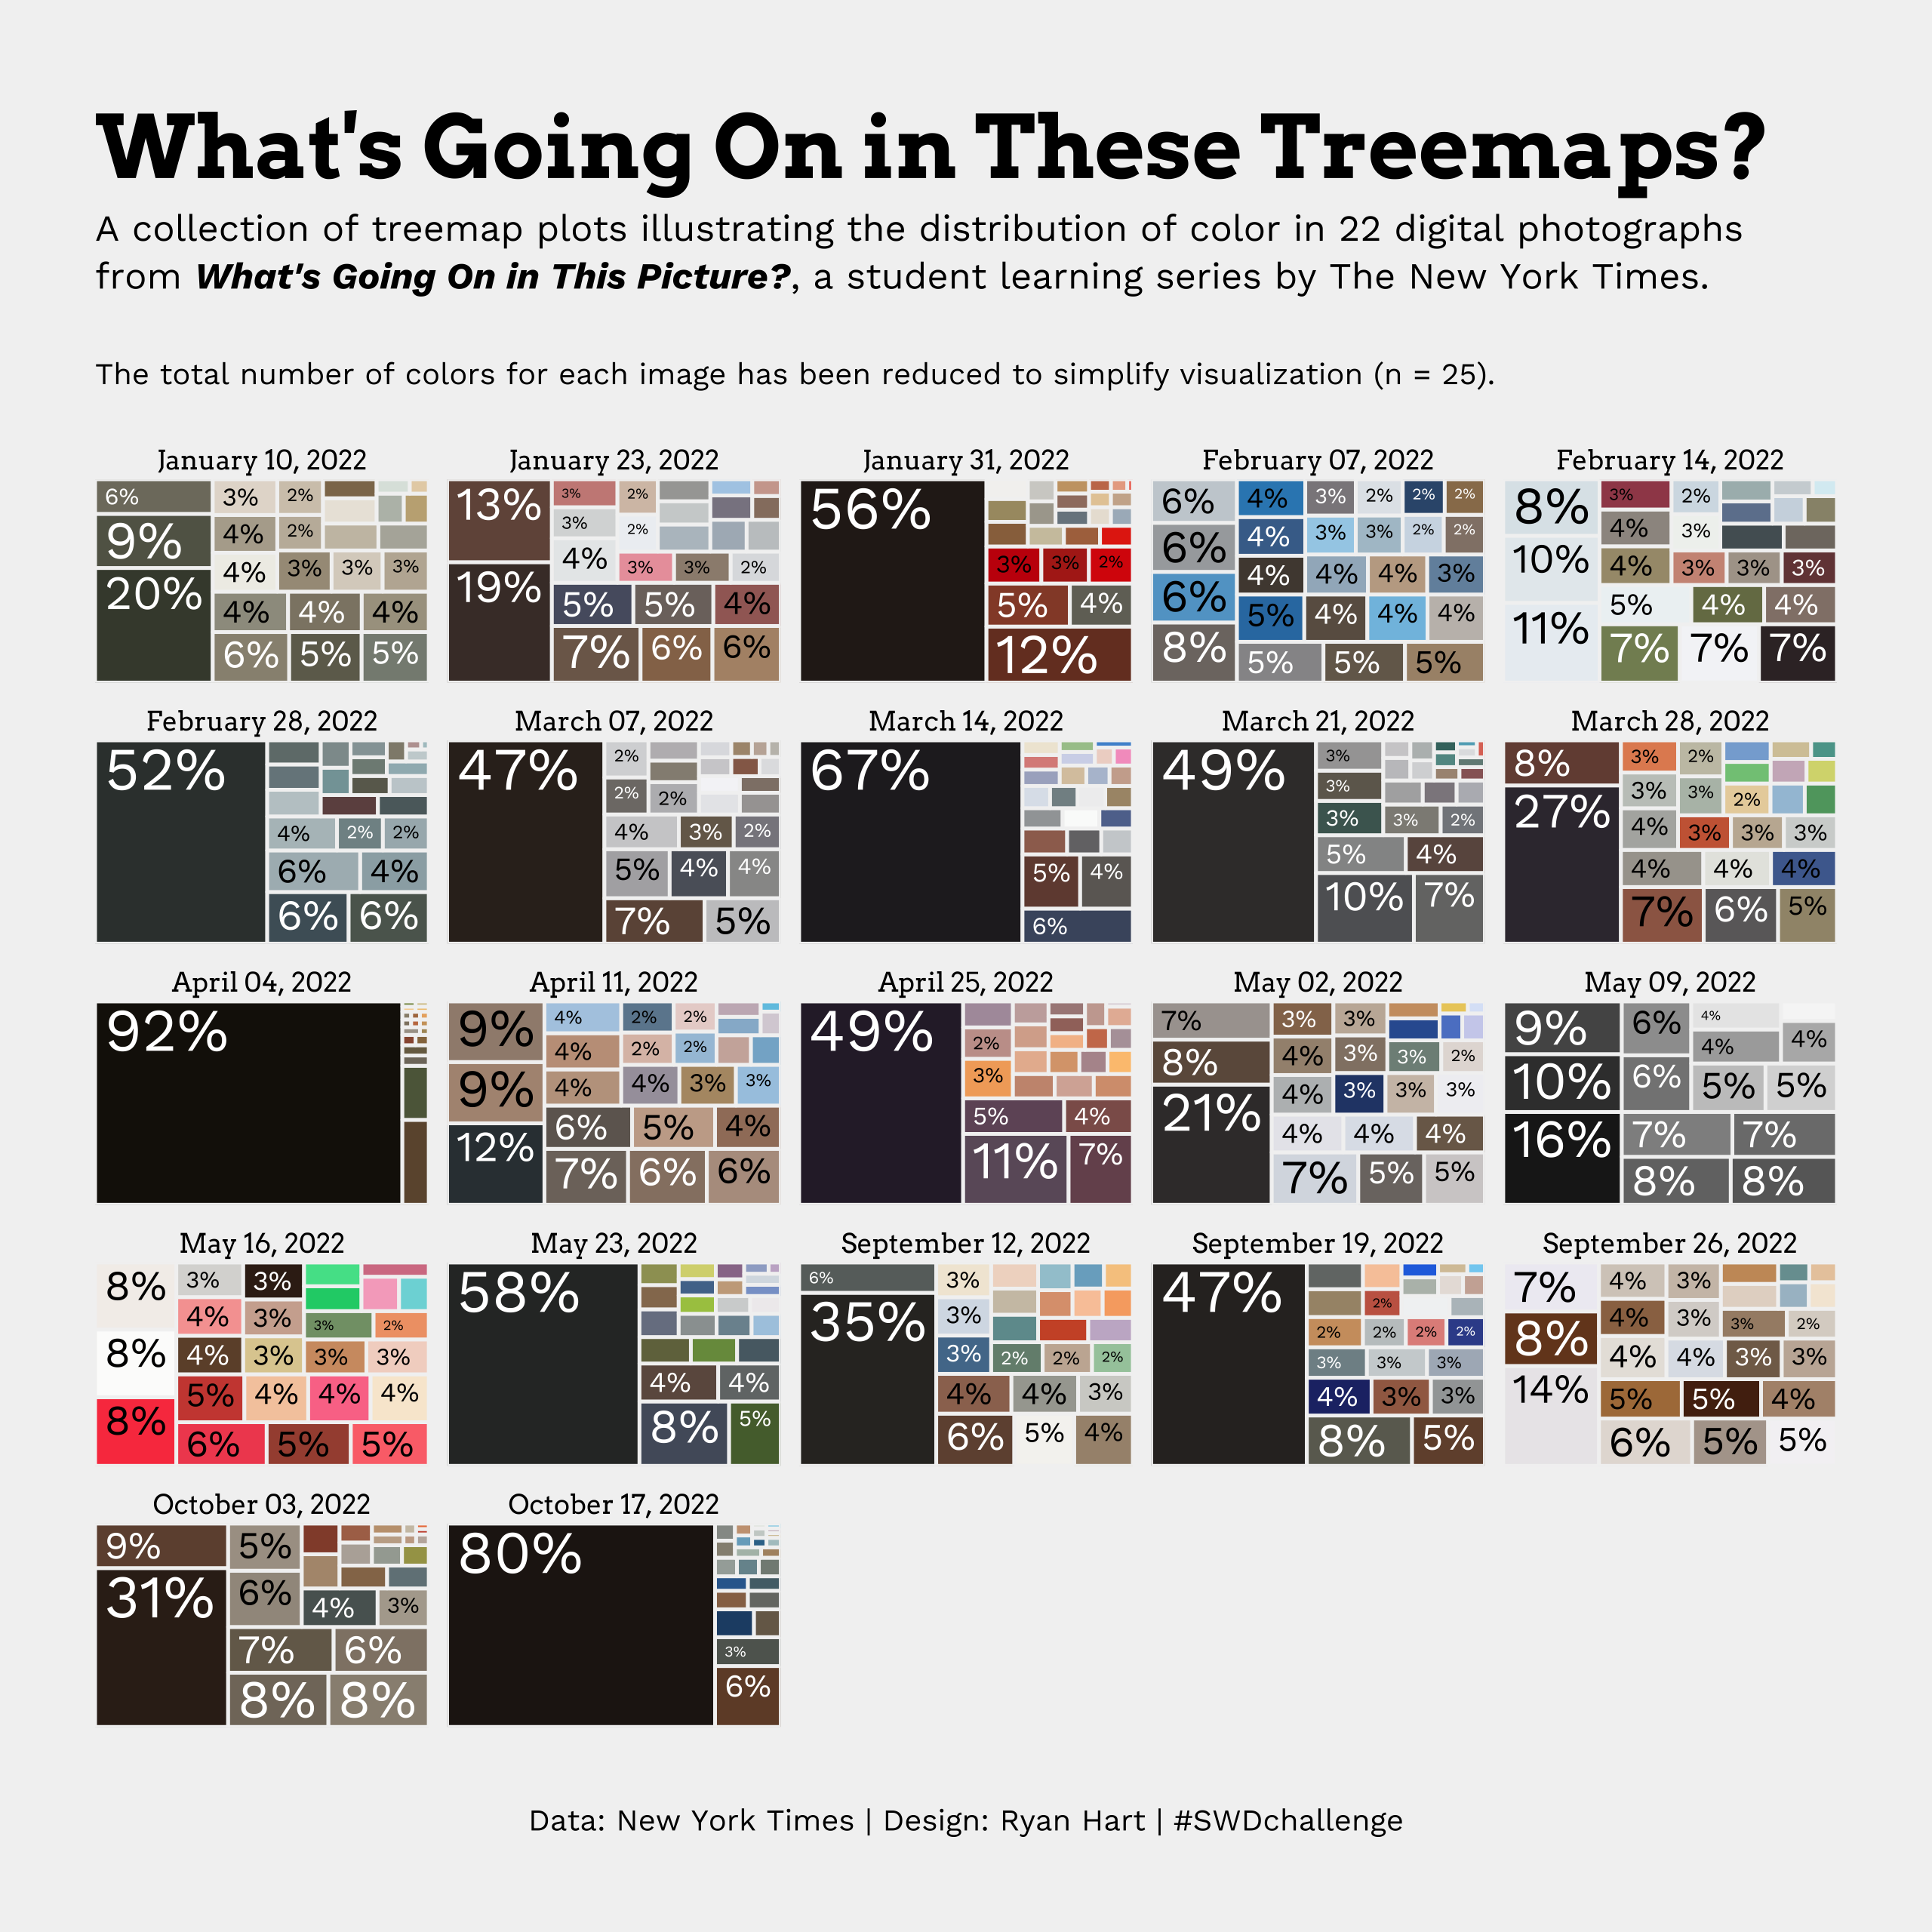 What's Going On in These Treemaps?
A collection of treemap plots illustrating the distribution of color in 22 digital photographs
from What's Going On in This Picture?, a student learning series by The New York Times.
The total number of colors for each image has been reduced to simplify visualization (n = 25).
January 10, 2022
6% 3% 2%
9% 4% 2%
20% 4% 3% 3% 3%
4% 4% 4%
6% 5% 5%
January 23, 2022
13% 3% 2%
3% 2%
19% 4% 3% 3% 2%
5% 5% 4%
7% 6% 6%
January 31, 2022
56%
3% 3% 2%
5% 4%
12%
February 07, 2022
6% 4% 3% 2% 2% 2%
6% 4% 3% 3% 2% 2%
6% 4% 4% 4% 3%
5% 4% 4% 4%
8% 5% 5% 5%
February 14, 2022
8% 3% 2%
4% 3%
10% 4% 3% 3% 3%
11% 5% 4% 4%
7% 7% 7%
February 28, 2022
52%
4% 2% 2%
6% 4%
6% 6%
March 07, 2022
47% 2%
2% 2%
4% 3% 2%
5% 4% 4%
7% 5%
March 14, 2022
67%
5% 4%
6%
March 21, 2022
49% 3%
3%
3% 3% 2%
5% 4%
10% 7%
March 28, 2022
8% 3% 2%
27% 3% 3% 2%
4% 3% 3% 3%
4% 4% 4%
7% 6% 5%
April 04, 2022
92%
April 11, 2022
9% 4% 2% 2%
4% 2% 2%
9% 4% 4% 3% 3%
12% 6% 5% 4%
7% 6% 6%
April 25, 2022
49%
2%
3%
5% 4%
11% 7%
May 02, 2022
7% 3% 3%
8% 4% 3% 3% 2%
21% 4% 3% 3% 3%
4% 4% 4%
7% 5% 5%
May 09, 2022
9% 6% 4%
4% 4%
10% 6% 5% 5%
16% 7% 7%
8% 8%
May 16, 2022
8% 3% 3%
4% 3% 3% 2%
8% 4% 3% 3% 3%
5% 4% 4% 4%
8% 6% 5% 5%
May 23, 2022
58%
4% 4%
8% 5%
September 12, 2022
6% 3%
35% 3%
3% 2% 2% 2%
4% 4% 3%
6% 5% 4%
September 19, 2022
47% 2%
2% 2% 2% 2%
3% 3% 3%
4% 3% 3%
8% 5%
September 26, 2022
7% 4% 3%
8% 4% 3% 3% 2%
4% 4% 3% 3%
14% 5% 5% 4%
6% 5% 5%
October 03, 2022
9% 5%
31% 6% 4% 3%
7% 6%
8% 8%
October 17, 2022
80%
3%
6%
Data: New York Times | Design: Ryan Hart | #SWDchallenge